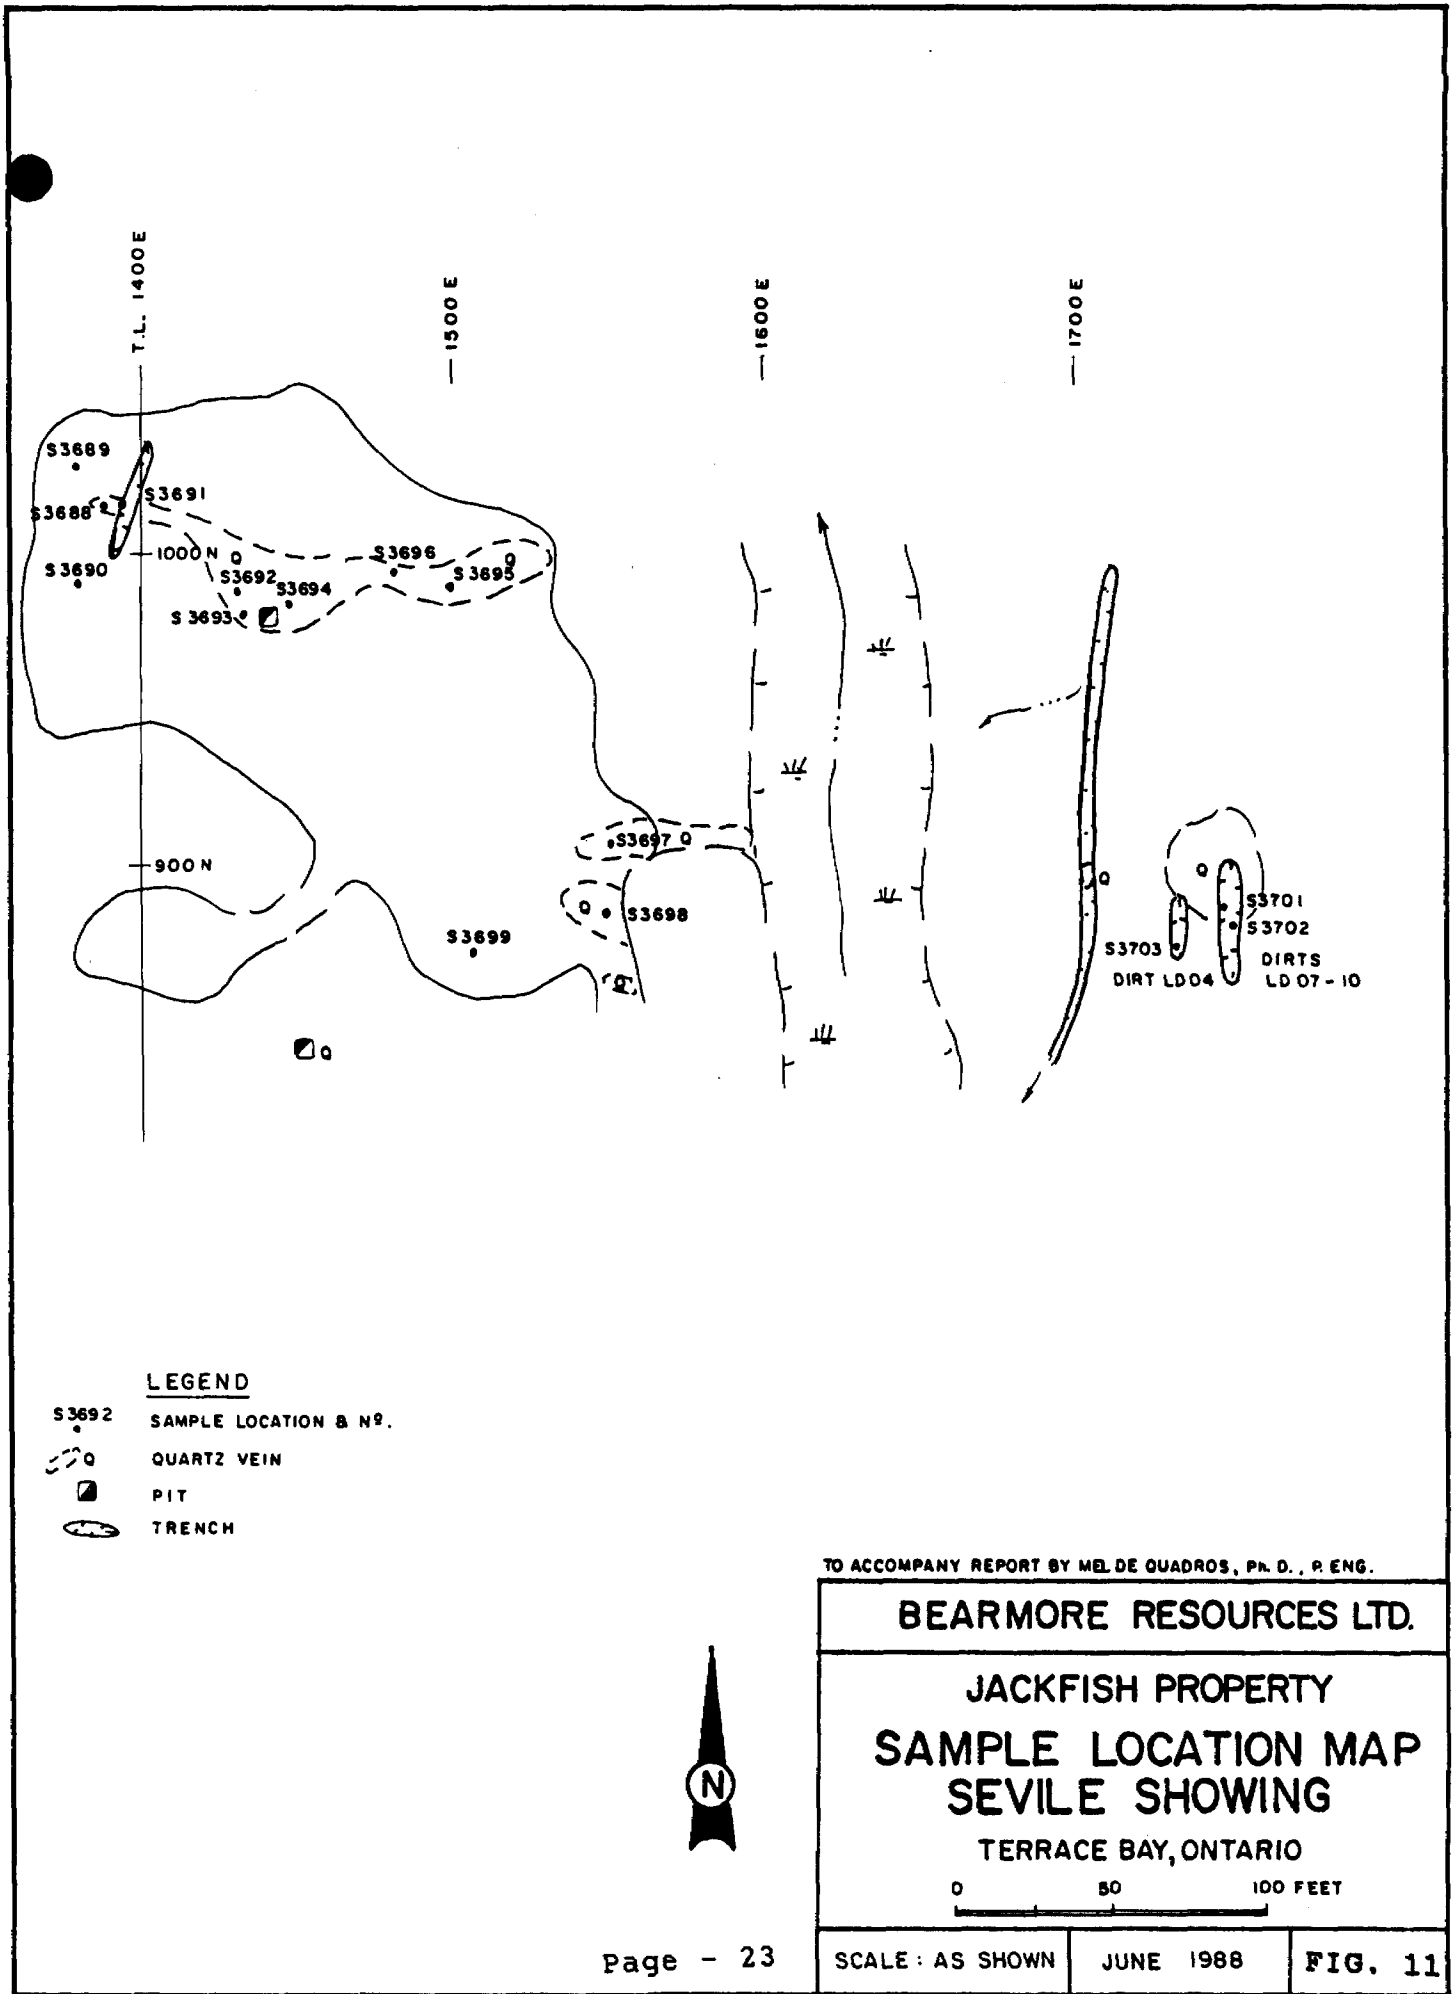 T.L. 1400E
1500E
1600E
1700E
S3689
S3691
S3688
1000N
S3696
Q
Q
S3690
S3695
S3692
S3694
S3693
S3697 Q
900N
Q
Q
Q
S3698
S3701
S3702
S3699
S3703
DIRTS
LD 07-10
DIRT LD04
Q
Q
LEGEND
S3692
SAMPLE LOCATION & Nº.
Q
QUARTZ VEIN
PIT
TRENCH
TO ACCOMPANY REPORT BY MEL DE QUADROS, Ph. D., P. ENG.
BEARMORE RESOURCES LTD.
JACKFISH PROPERTY
SAMPLE LOCATION MAP
SEVILE SHOWING
TERRACE BAY, ONTARIO
0 50 100 FEET
N
Page - 23
SCALE: AS SHOWN
JUNE 1988
FIG. 11